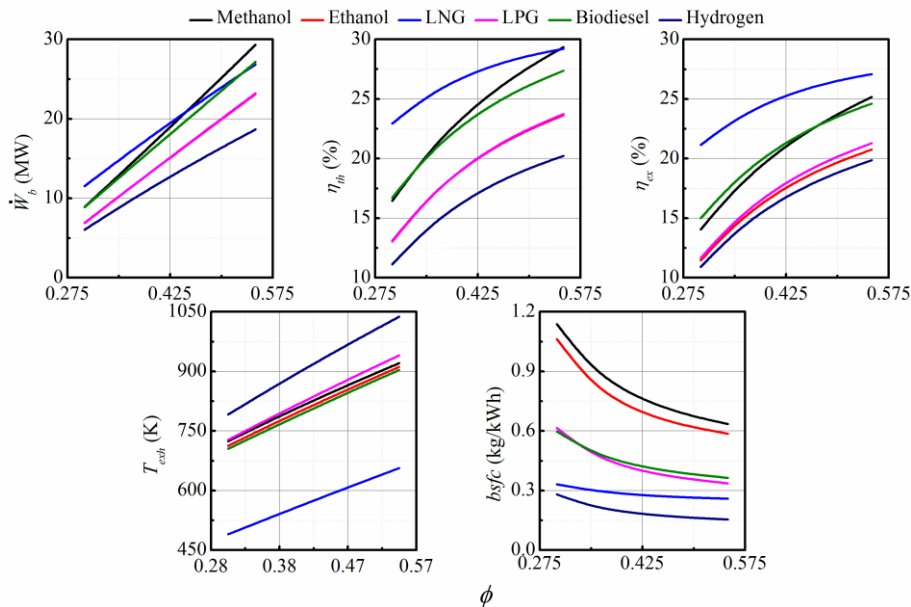 Methanol Ethanol LNG LPG Biodiesel Hydrogen
Ẇb (MW)
30
20
10
0
0.275 0.425 0.575
ηth (%)
30
25
20
15
10
0.275 0.425 0.575
ηex (%)
30
25
20
15
10
0.275 0.425 0.575
Texh (K)
1050
900
750
600
450
0.28 0.38 0.47 0.57
bsfc (kg/kWh)
1.2
0.9
0.6
0.3
0.0
0.275 0.425 0.575
ϕ